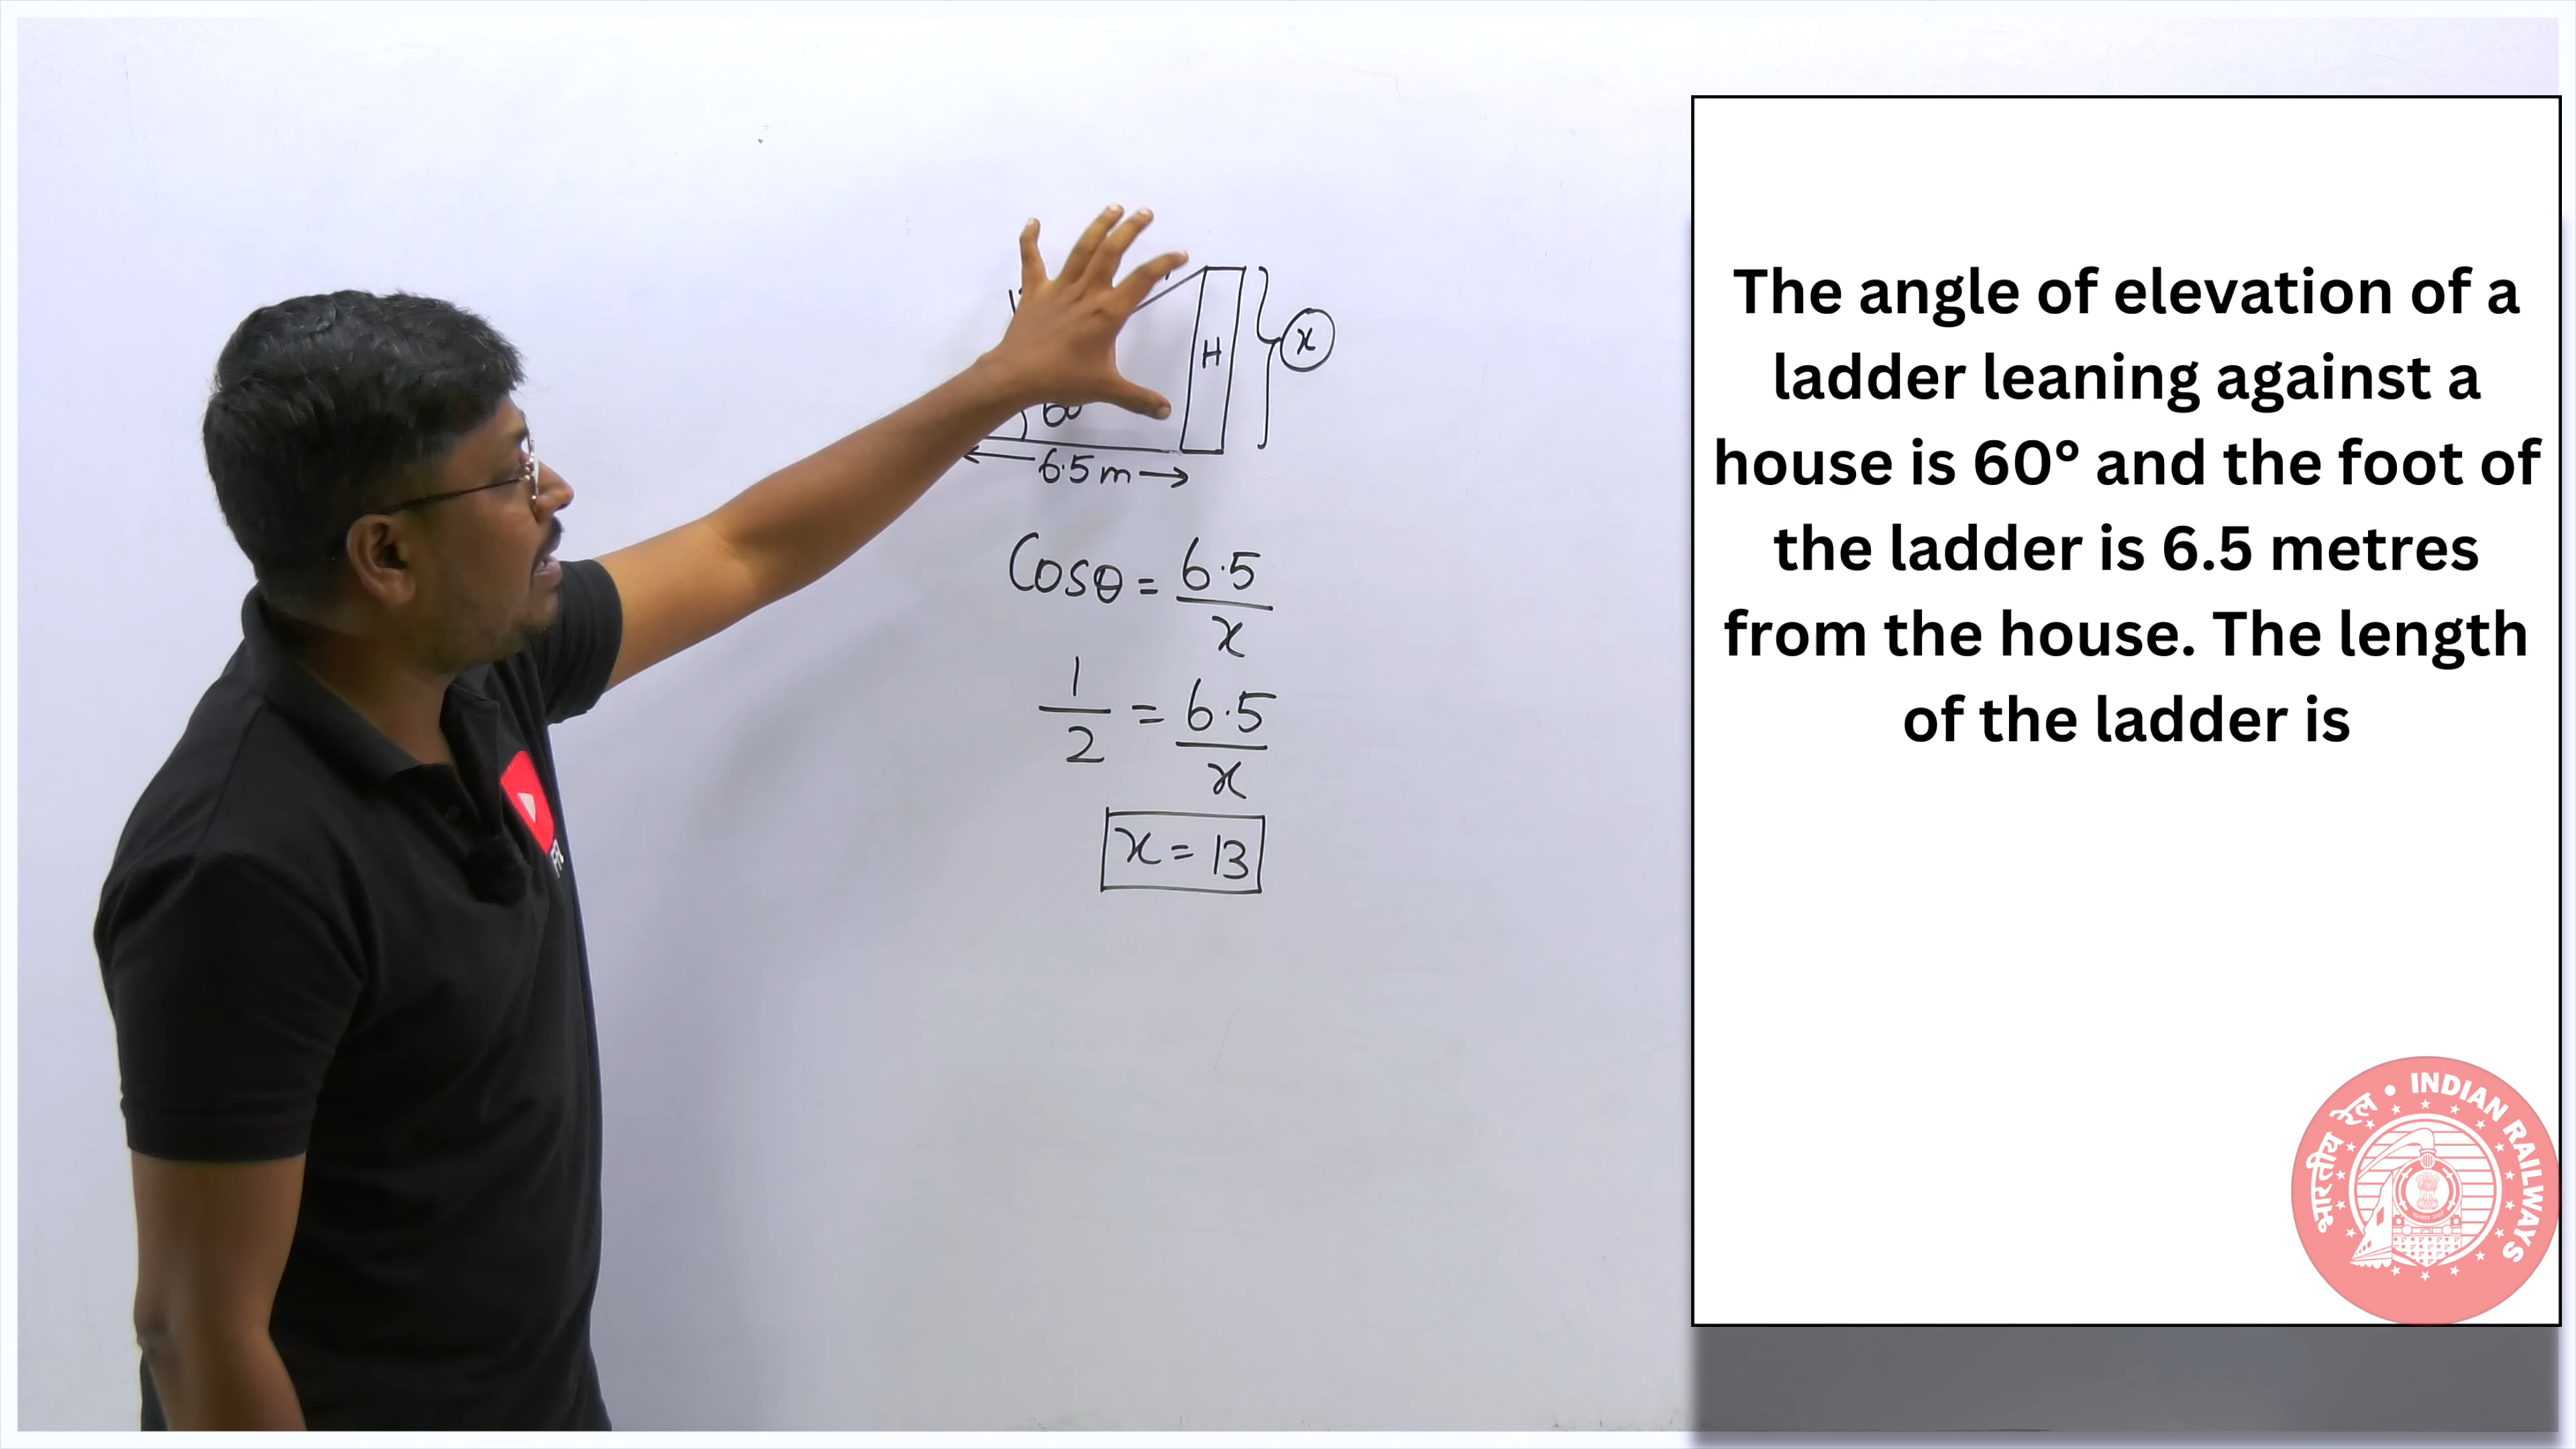 H
x
60
6.5 m
Cosθ = 6.5 / x
1 / 2 = 6.5 / x
x = 13
The angle of elevation of a
ladder leaning against a
house is 60° and the foot of
the ladder is 6.5 metres
from the house. The length
of the ladder is
भारतीय रेल • INDIAN RAILWAYS